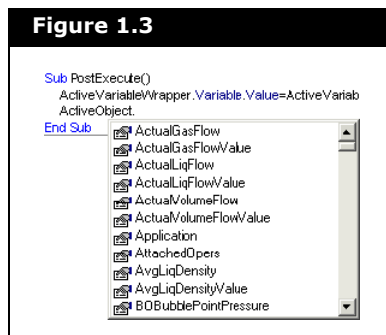 Figure 1.3
Sub PostExecute()
ActiveVariableWrapper.Variable.Value=ActiveVariab
ActiveObject.
End Sub
ActualGasFlow
ActualGasFlowValue
ActualLiqFlow
ActualLiqFlowValue
ActualVolumeFlow
ActualVolumeFlowValue
Application
AttachedOpers
AvgLiqDensity
AvgLiqDensityValue
BOBubblePointPressure